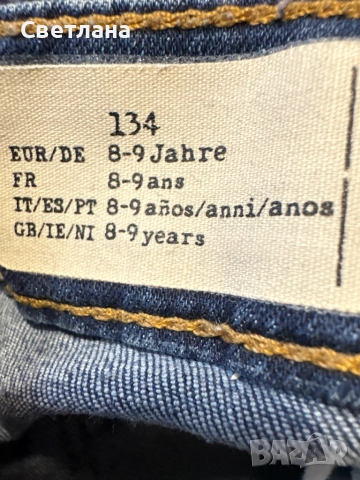 Светлана
134
EUR/DE 8-9 Jahre
FR 8-9 ans
IT/ES/PT 8-9 años/anni/anos
GB/IE/NI 8-9 years
BAZAR